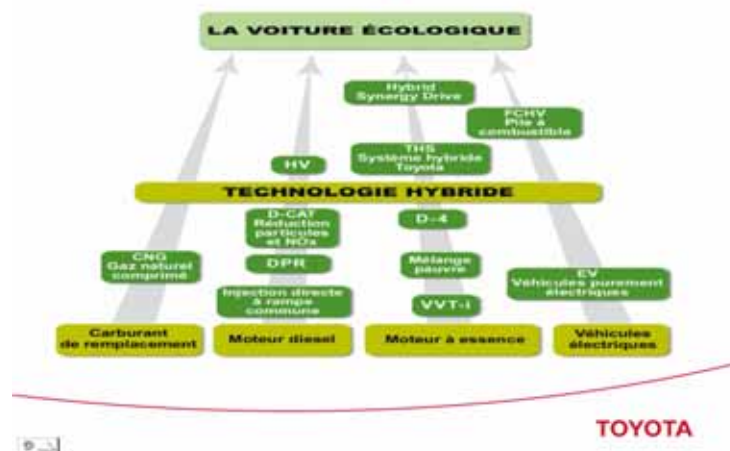 LA VOITURE ÉCOLOGIQUE
Hybrid
Synergy Drive
FCHV
Pile à
combustible
THS
Système hybride
Toyota
HV
TECHNOLOGIE HYBRIDE
D-CAT
Réduction
particules
et NOx
D-4
CNG
Gaz naturel
comprimé
DPR
Mélange
pauvre
EV
Véhicules purement
électriques
Injection directe
à rampe
commune
VVT-i
Carburant
de remplacement
Moteur diesel
Moteur à essence
Véhicules
électriques
TOYOTA